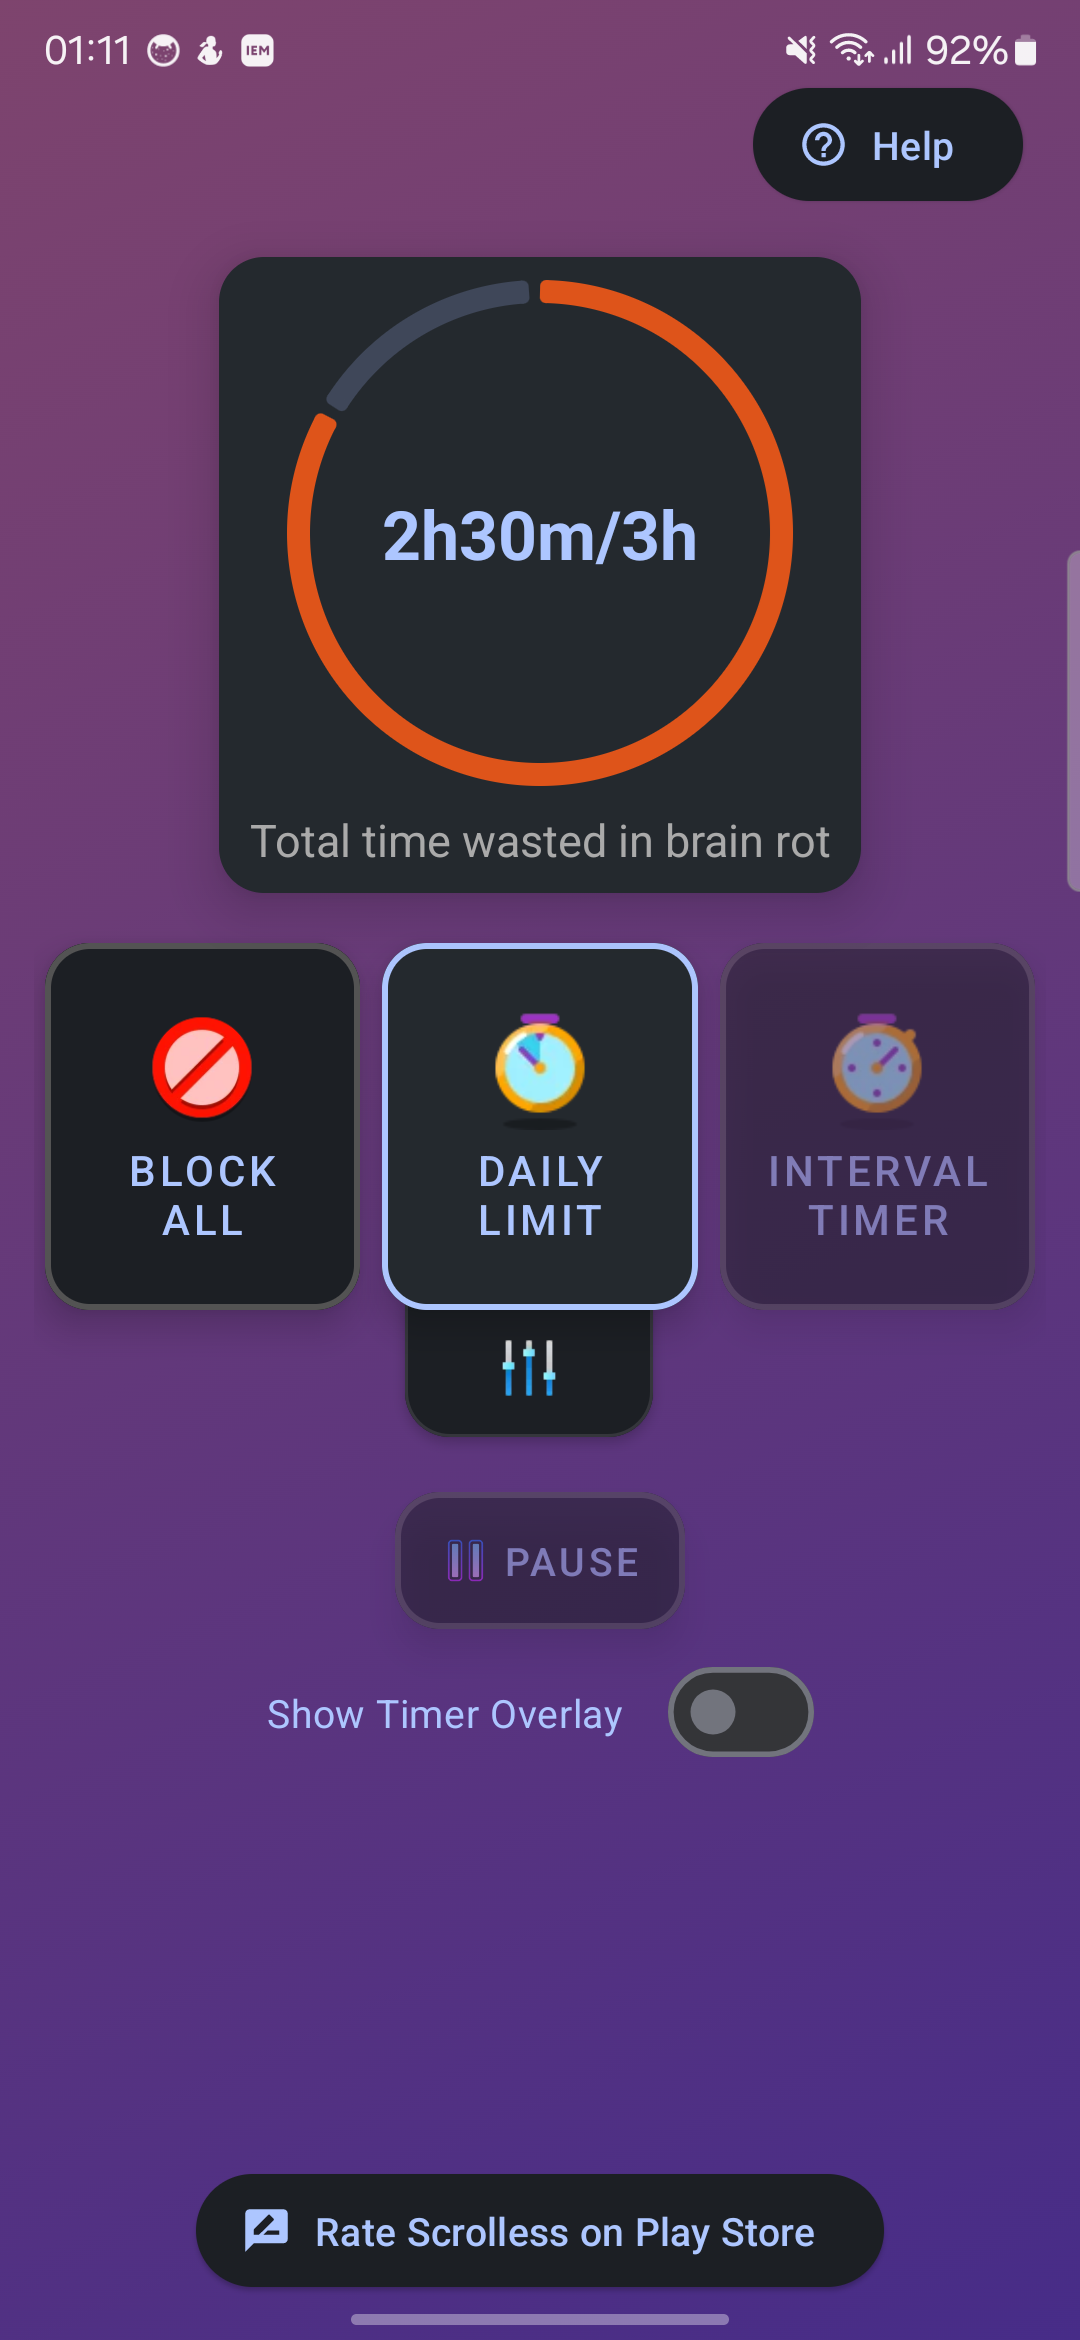 01:11 IEM 92%
Help
2h30m/3h
Total time wasted in brain rot
BLOCK
ALL
DAILY
LIMIT
INTERVAL
TIMER
PAUSE
Show Timer Overlay
Rate Scrolless on Play Store